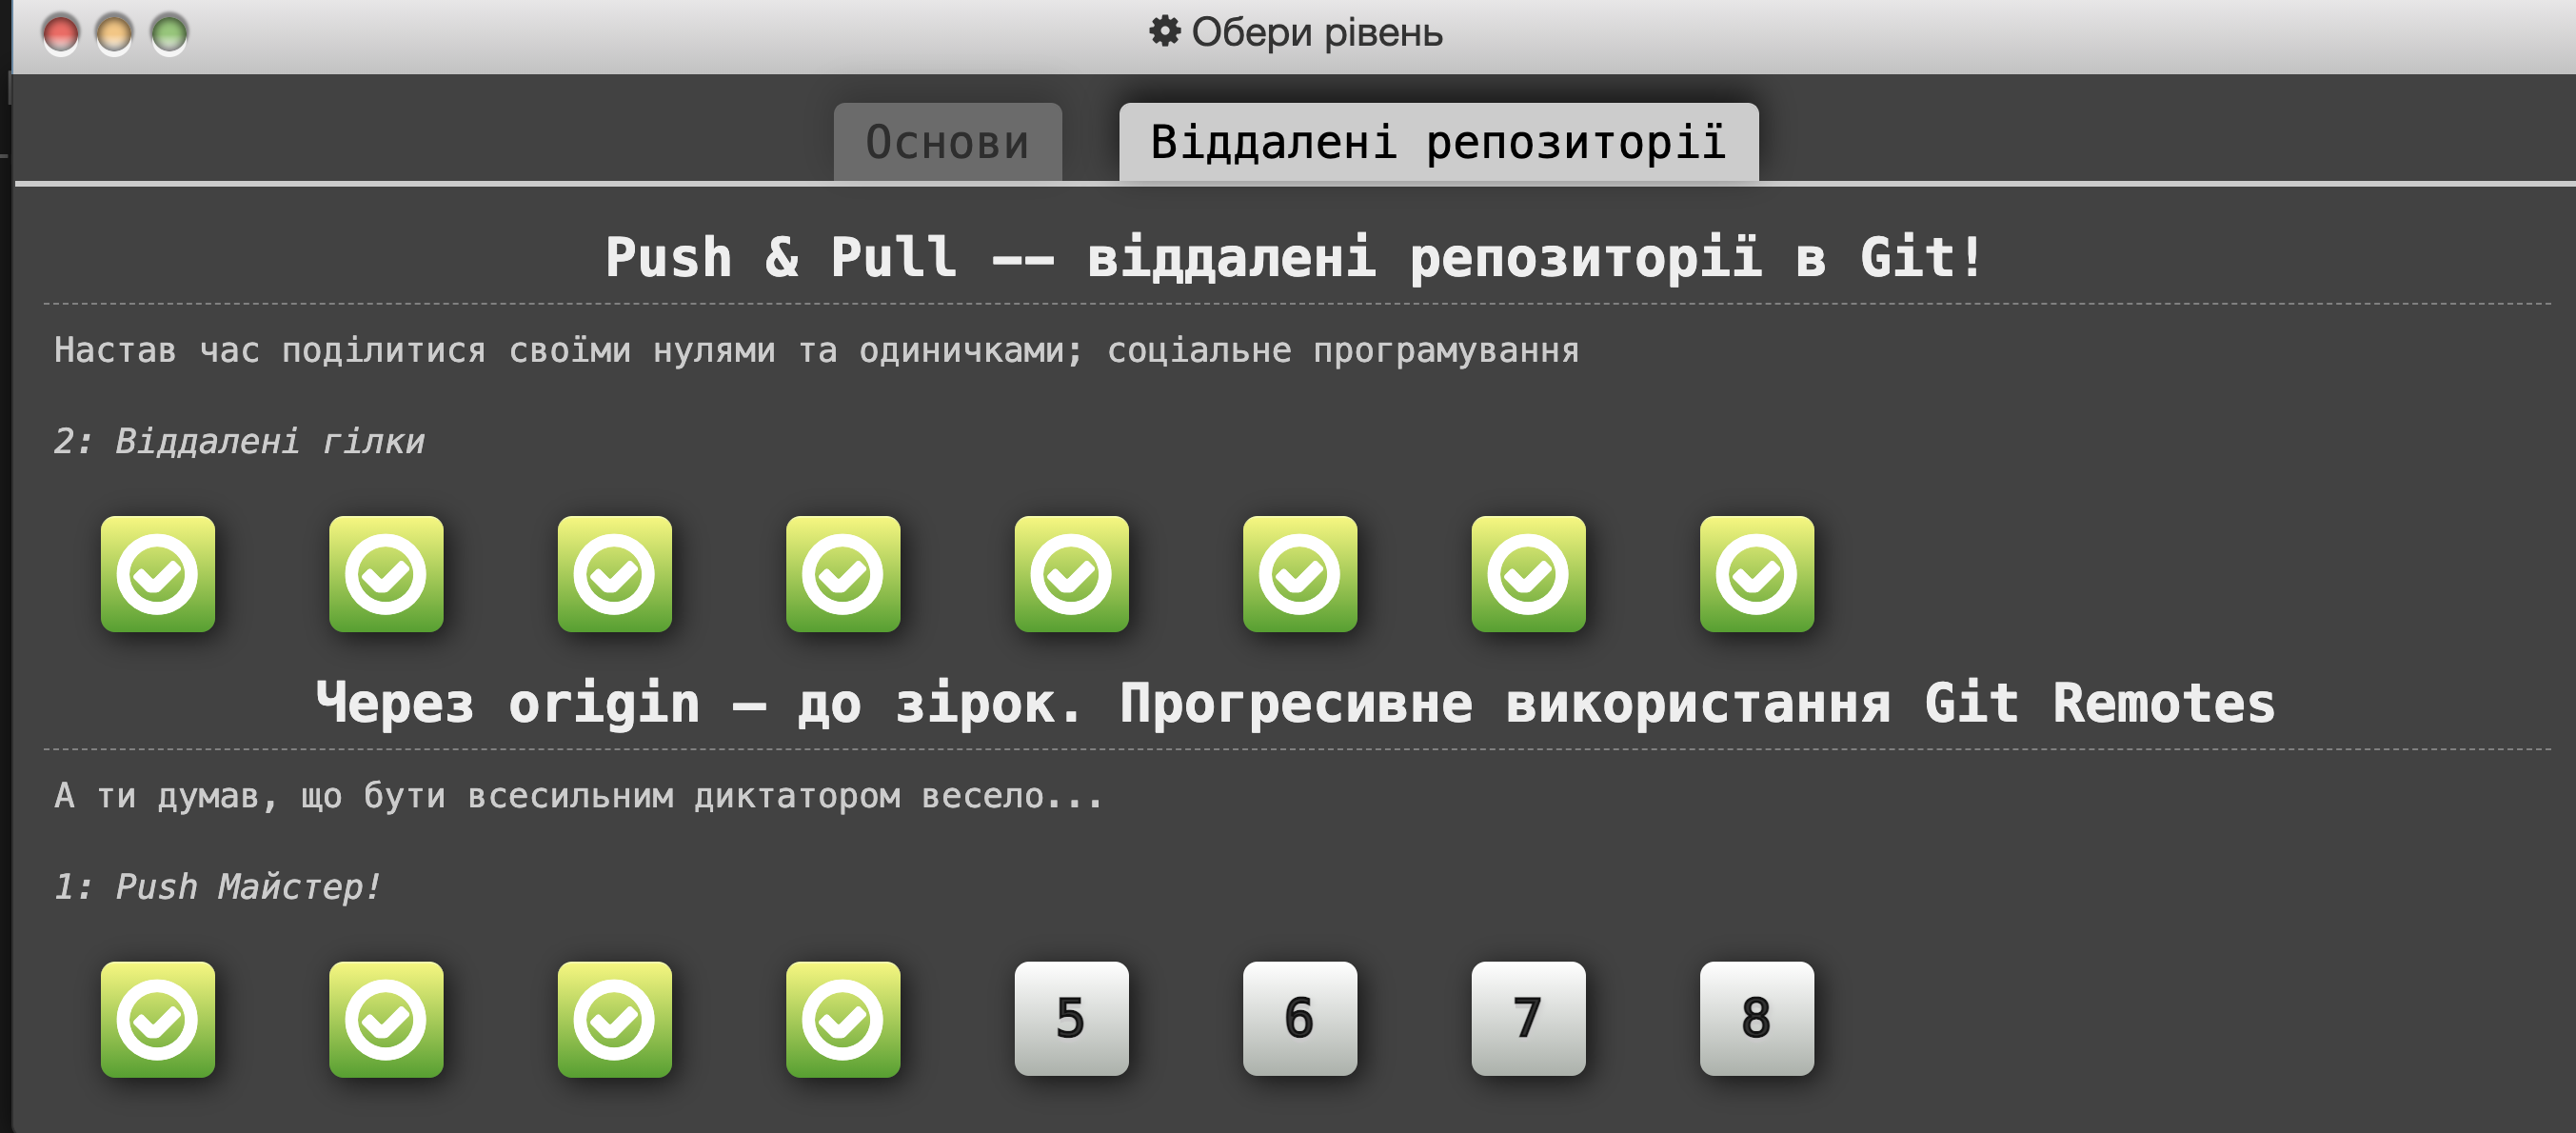 Обери рівень
Основи
Віддалені репозиторії
Push & Pull -- віддалені репозиторії в Git!
Настав час поділитися своїми нулями та одиничками; соціальне програмування
2: Віддалені гілки
Через origin – до зірок. Прогресивне використання Git Remotes
А ти думав, що бути всесильним диктатором весело...
1: Push Майстер!
5 6 7 8